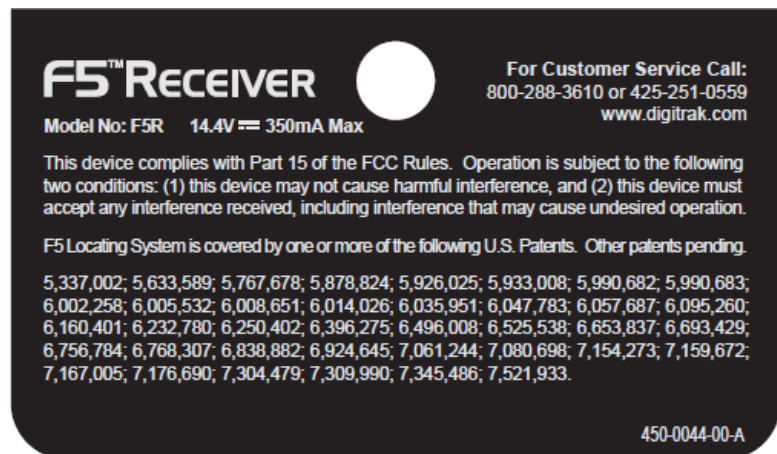 F5™ RECEIVER
Model No: F5R 14.4V ⎓ 350mA Max
For Customer Service Call:
800-288-3610 or 425-251-0559
www.digitrak.com
This device complies with Part 15 of the FCC Rules. Operation is subject to the following
two conditions: (1) this device may not cause harmful interference, and (2) this device must
accept any interference received, including interference that may cause undesired operation.
F5 Locating System is covered by one or more of the following U.S. Patents. Other patents pending.
5,337,002; 5,633,589; 5,767,678; 5,878,824; 5,926,025; 5,933,008; 5,990,682; 5,990,683;
6,002,258; 6,005,532; 6,008,651; 6,014,026; 6,035,951; 6,047,783; 6,057,687; 6,095,260;
6,160,401; 6,232,780; 6,250,402; 6,396,275; 6,496,008; 6,525,538; 6,653,837; 6,693,429;
6,756,784; 6,768,307; 6,838,882; 6,924,645; 7,061,244; 7,080,698; 7,154,273; 7,159,672;
7,167,005; 7,176,690; 7,304,479; 7,309,990; 7,345,486; 7,521,933.
450-0044-00-A